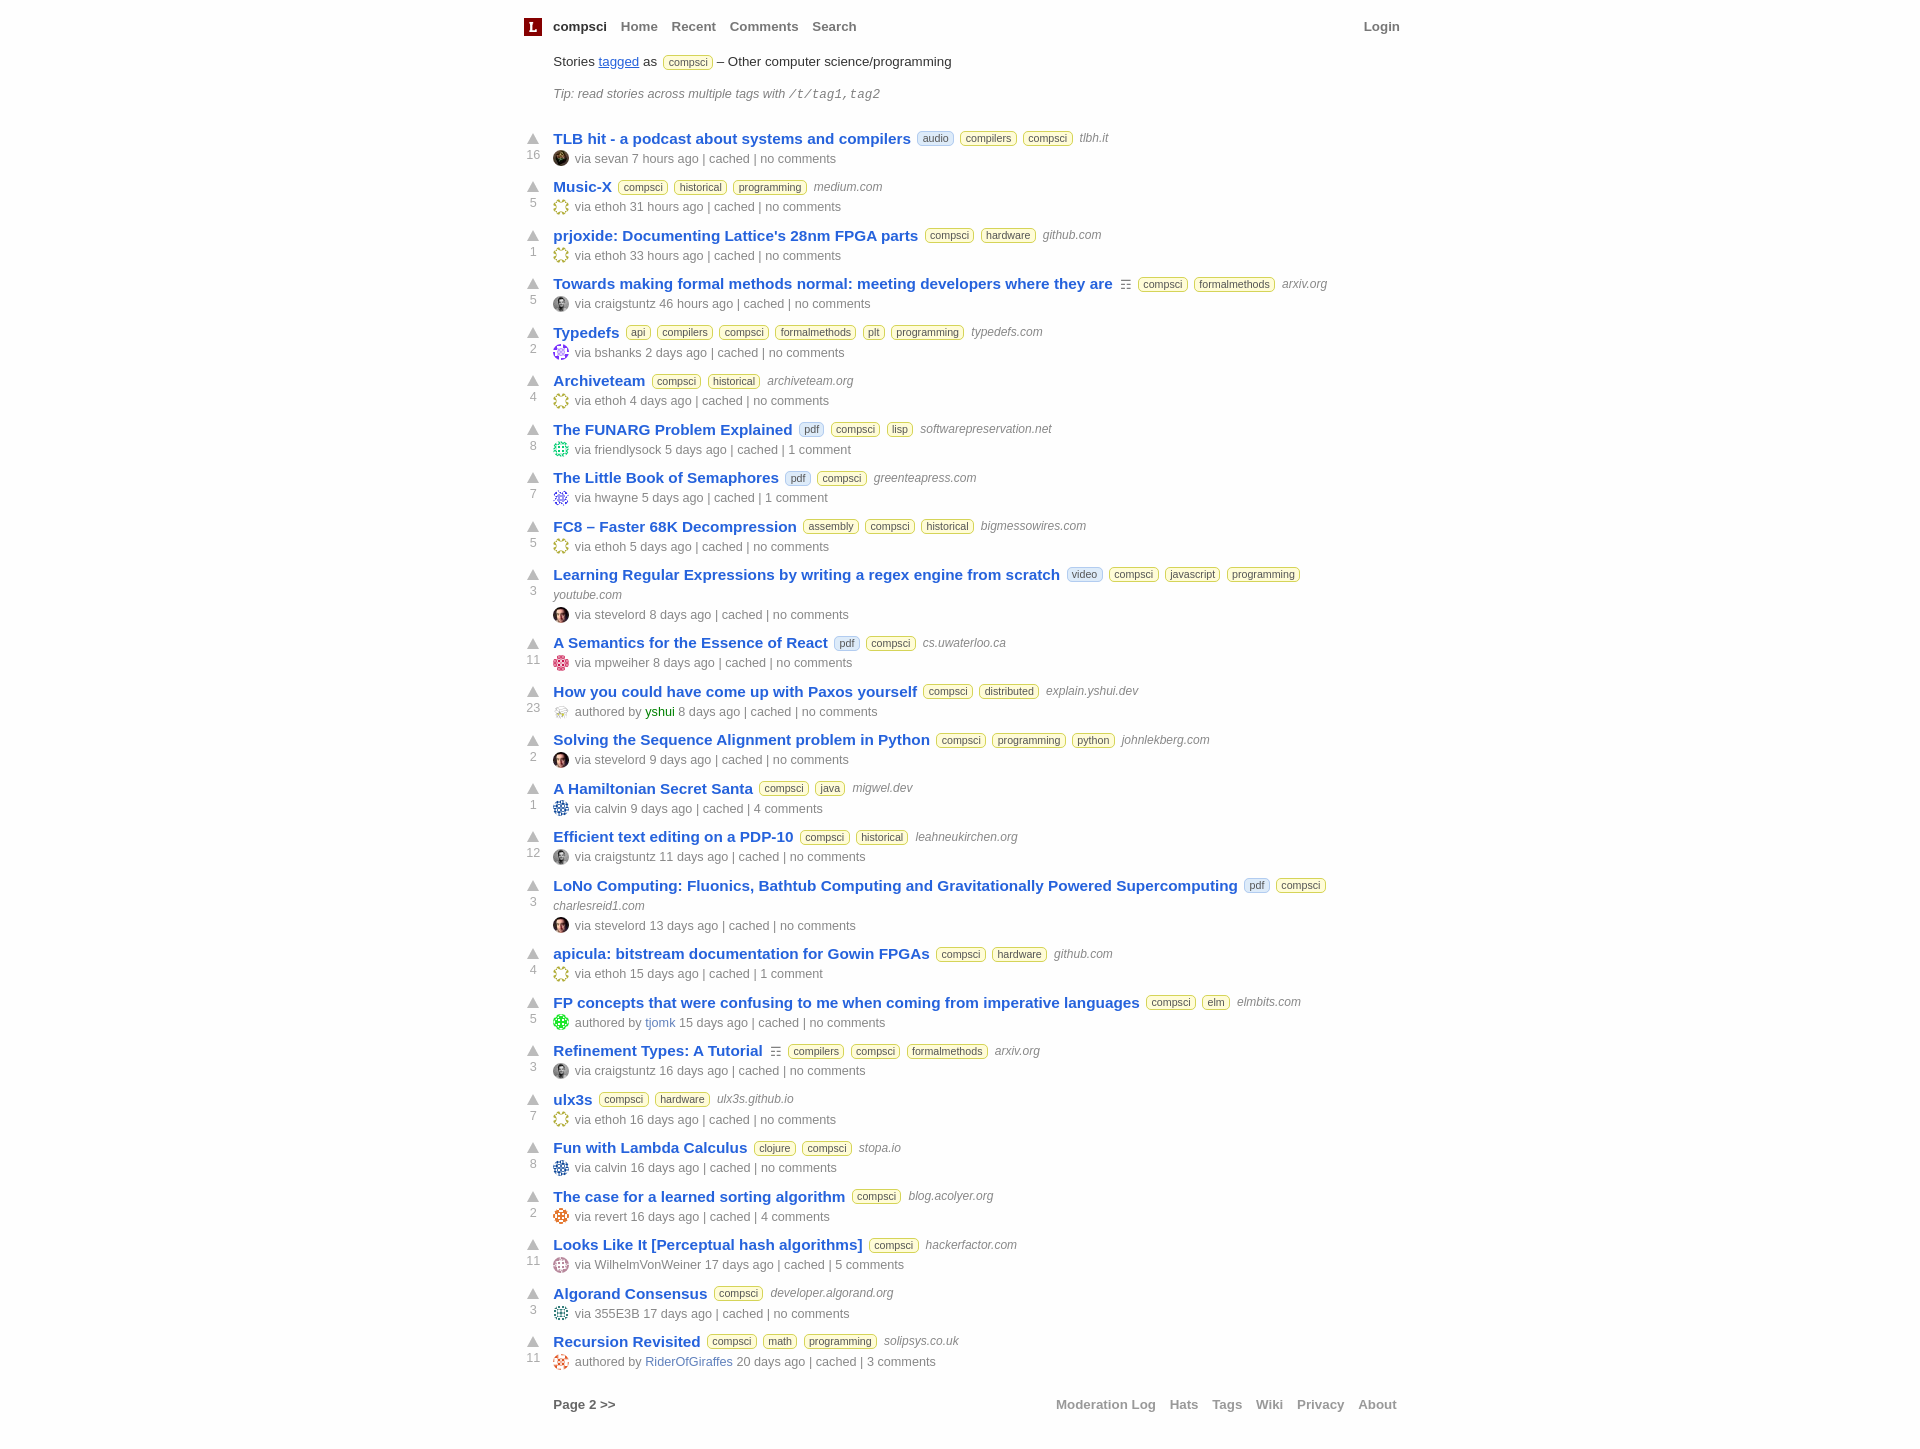 L compsci Home Recent Comments Search Login
Stories tagged as compsci – Other computer science/programming
Tip: read stories across multiple tags with /t/tag1,tag2
TLB hit - a podcast about systems and compilers audio compilers compsci tlbh.it
16 via sevan 7 hours ago | cached | no comments
Music-X compsci historical programming medium.com
5 via ethoh 31 hours ago | cached | no comments
prjoxide: Documenting Lattice's 28nm FPGA parts compsci hardware github.com
1 via ethoh 33 hours ago | cached | no comments
Towards making formal methods normal: meeting developers where they are ☶ compsci formalmethods arxiv.org
5 via craigstuntz 46 hours ago | cached | no comments
Typedefs api compilers compsci formalmethods plt programming typedefs.com
2 via bshanks 2 days ago | cached | no comments
Archiveteam compsci historical archiveteam.org
4 via ethoh 4 days ago | cached | no comments
The FUNARG Problem Explained pdf compsci lisp softwarepreservation.net
8 via friendlysock 5 days ago | cached | 1 comment
The Little Book of Semaphores pdf compsci greenteapress.com
7 via hwayne 5 days ago | cached | 1 comment
FC8 – Faster 68K Decompression assembly compsci historical bigmessowires.com
5 via ethoh 5 days ago | cached | no comments
Learning Regular Expressions by writing a regex engine from scratch video compsci javascript programming
3 youtube.com
via stevelord 8 days ago | cached | no comments
A Semantics for the Essence of React pdf compsci cs.uwaterloo.ca
11 via mpweiher 8 days ago | cached | no comments
How you could have come up with Paxos yourself compsci distributed explain.yshui.dev
23 authored by yshui 8 days ago | cached | no comments
Solving the Sequence Alignment problem in Python compsci programming python johnlekberg.com
2 via stevelord 9 days ago | cached | no comments
A Hamiltonian Secret Santa compsci java migwel.dev
1 via calvin 9 days ago | cached | 4 comments
Efficient text editing on a PDP-10 compsci historical leahneukirchen.org
12 via craigstuntz 11 days ago | cached | no comments
LoNo Computing: Fluonics, Bathtub Computing and Gravitationally Powered Supercomputing pdf compsci
3 charlesreid1.com
via stevelord 13 days ago | cached | no comments
apicula: bitstream documentation for Gowin FPGAs compsci hardware github.com
4 via ethoh 15 days ago | cached | 1 comment
FP concepts that were confusing to me when coming from imperative languages compsci elm elmbits.com
5 authored by tjomk 15 days ago | cached | no comments
Refinement Types: A Tutorial ☶ compilers compsci formalmethods arxiv.org
3 via craigstuntz 16 days ago | cached | no comments
ulx3s compsci hardware ulx3s.github.io
7 via ethoh 16 days ago | cached | no comments
Fun with Lambda Calculus clojure compsci stopa.io
8 via calvin 16 days ago | cached | no comments
The case for a learned sorting algorithm compsci blog.acolyer.org
2 via revert 16 days ago | cached | 4 comments
Looks Like It [Perceptual hash algorithms] compsci hackerfactor.com
11 via WilhelmVonWeiner 17 days ago | cached | 5 comments
Algorand Consensus compsci developer.algorand.org
3 via 355E3B 17 days ago | cached | no comments
Recursion Revisited compsci math programming solipsys.co.uk
11 authored by RiderOfGiraffes 20 days ago | cached | 3 comments
Page 2 >> Moderation Log Hats Tags Wiki Privacy About